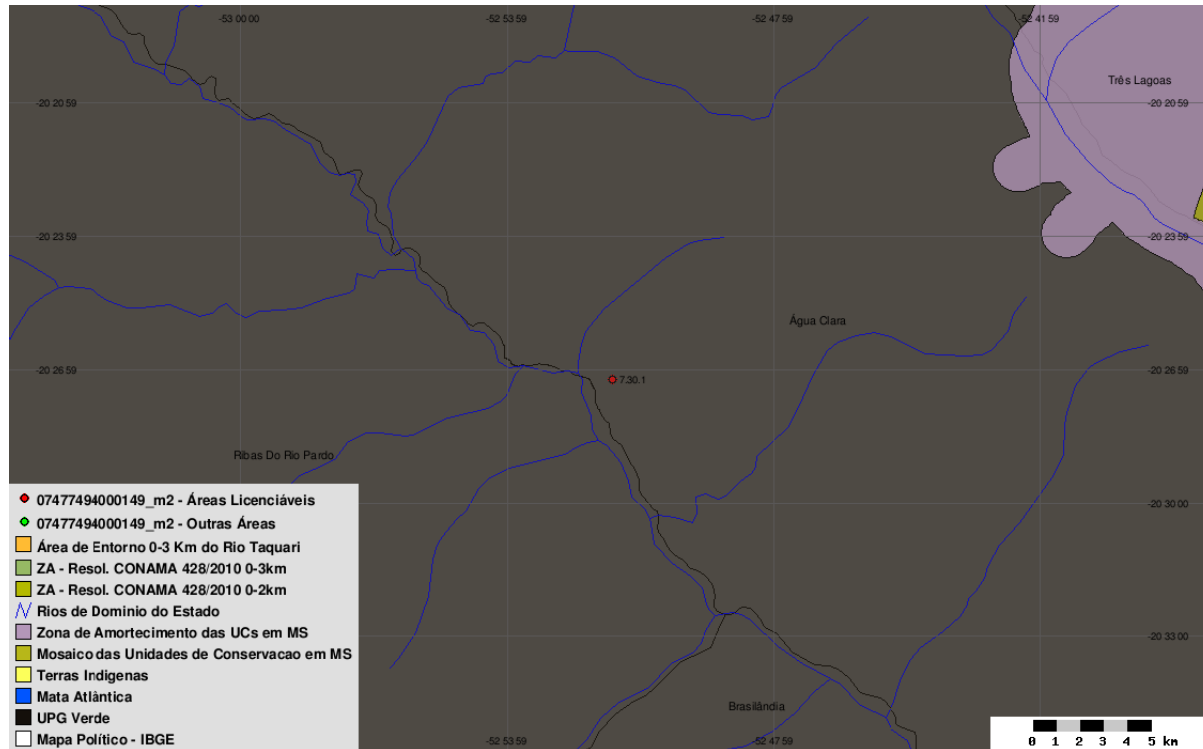 -53 00 00
-52 53 59
-52 47 59
-52 41 59
Três Lagoas
-20 20 59
-20 20 59
-20 23 59
-20 23 59
Água Clara
-20 26 59
-20 26 59
7.30.1
Ribas Do Rio Pardo
07477494000149_m2 - Áreas Licenciáveis
-20 30 00
07477494000149_m2 - Outras Áreas
Área de Entorno 0-3 Km do Rio Taquari
ZA - Resol. CONAMA 428/2010 0-3km
ZA - Resol. CONAMA 428/2010 0-2km
Rios de Dominio do Estado
Zona de Amortecimento das UCs em MS
-20 33 00
Mosaico das Unidades de Conservacao em MS
Terras Indigenas
Mata Atlântica
Brasilândia
UPG Verde
Mapa Político - IBGE
-52 53 59
-52 47 59
0 1 2 3 4 5 km